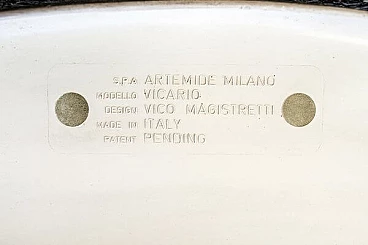 S.P.A ARTEMIDE MILANO
MODELLO VICARIO
DESIGN VICO MAGISTRETTI
MADE IN ITALY
PATENT PENDING